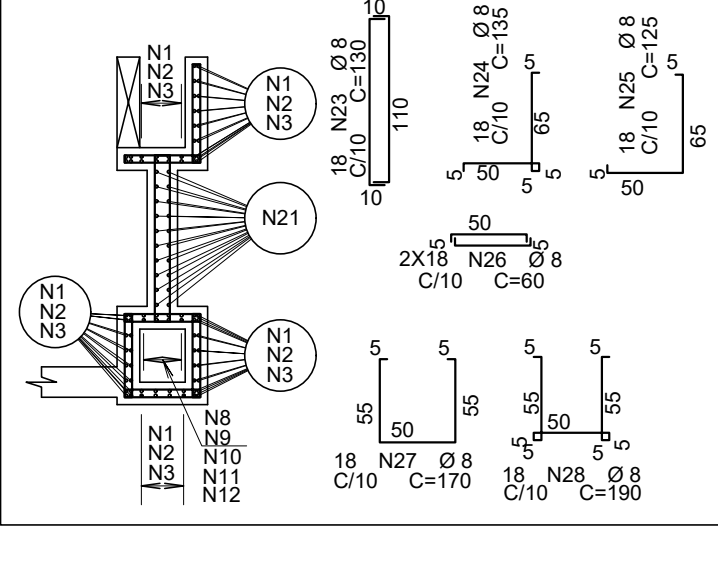 N1
N2
N3
N1
N2
N3
N21
N1
N2
N3
N1
N2
N3
N1
N2
N3
N8
N9
N10
N11
N12
10
18 N23 Ø 8
C/10 C=130
110
10
18 N24 Ø 8
C/10 C=135
5
65
5
50
5
5
18 N25 Ø 8
C/10 C=125
5
65
5
50
50
5
5
2X18 N26 Ø 8
C/10 C=60
5
5
55
55
50
18 N27 Ø 8
C/10 C=170
5
5
55
55
50
5
5
5
5
18 N28 Ø 8
C/10 C=190